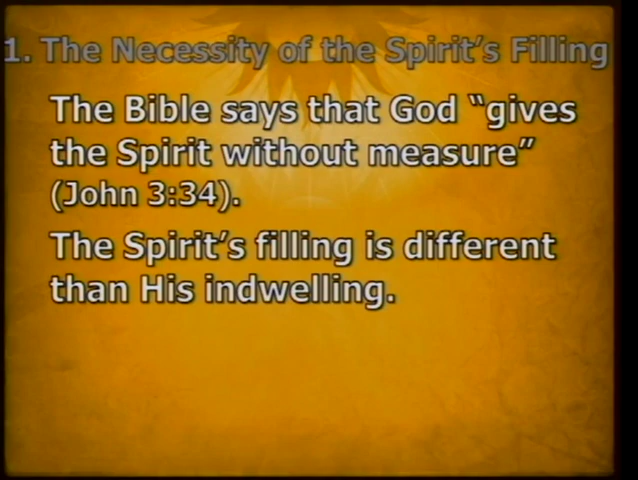 1. The Necessity of the Spirit's Filling
The Bible says that God “gives
the Spirit without measure”
(John 3:34).
The Spirit's filling is different
than His indwelling.